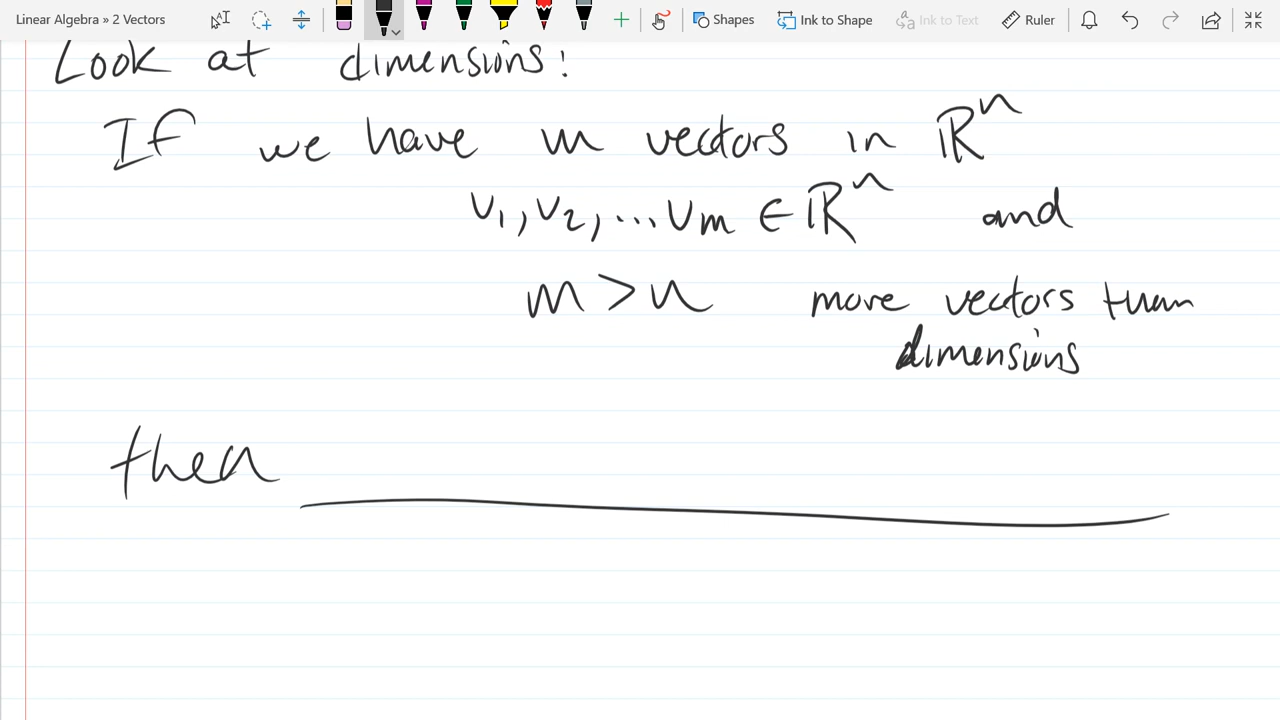 Linear Algebra » 2 Vectors
Shapes
Ink to Shape
Ink to Text
Ruler
Look at dimensions:
If we have m vectors in ℝⁿ
v₁, v₂, ... vₘ ∈ ℝⁿ and
m > n more vectors than
dimensions
then